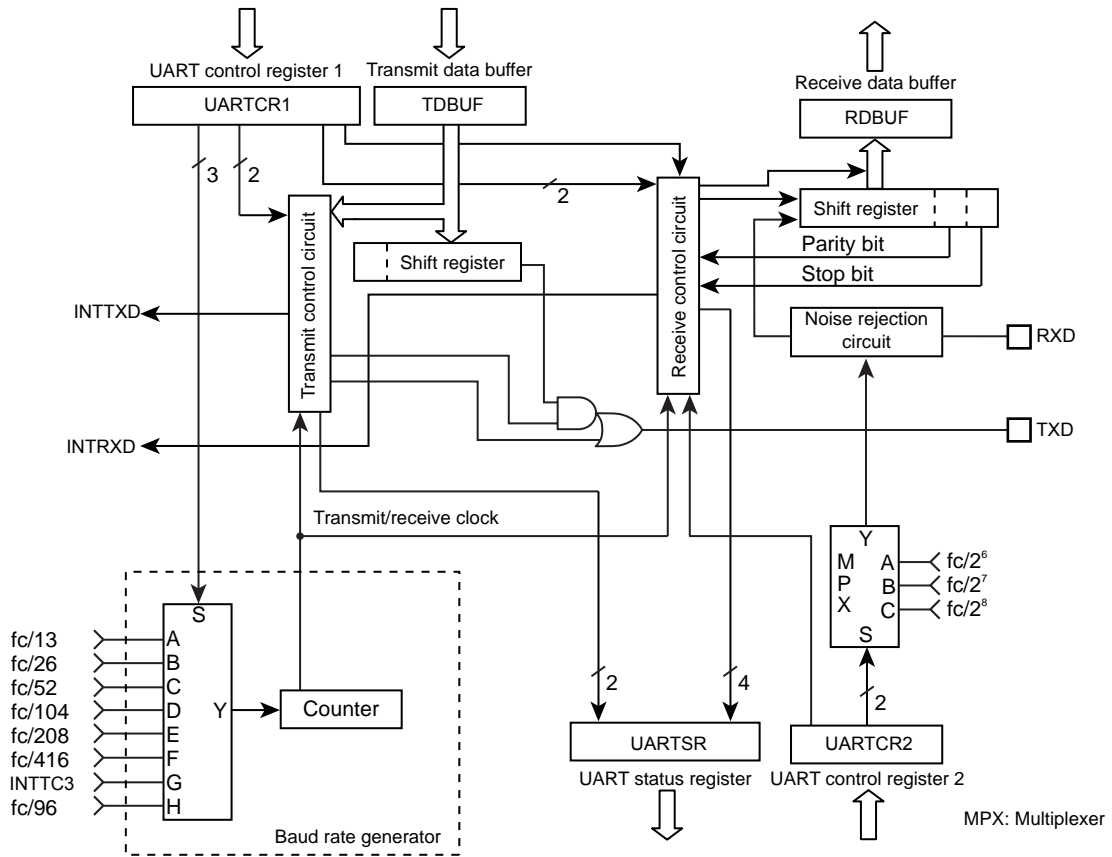 UART control register 1
Transmit data buffer
Receive data buffer
UARTCR1
TDBUF
RDBUF
3
2
2
Transmit control circuit
Receive control circuit
Shift register
Shift register
Parity bit
Stop bit
INTTXD
Noise rejection
circuit
RXD
INTRXD
TXD
Transmit/receive clock
Y
M
P
X
A
B
C
S
fc/2⁶
fc/2⁷
fc/2⁸
S
fc/13
A
fc/26
B
fc/52
C
fc/104
D
fc/208
E
fc/416
F
INTTC3
G
fc/96
H
Y
Counter
2
4
2
UARTSR
UARTCR2
UART status register
UART control register 2
Baud rate generator
MPX: Multiplexer